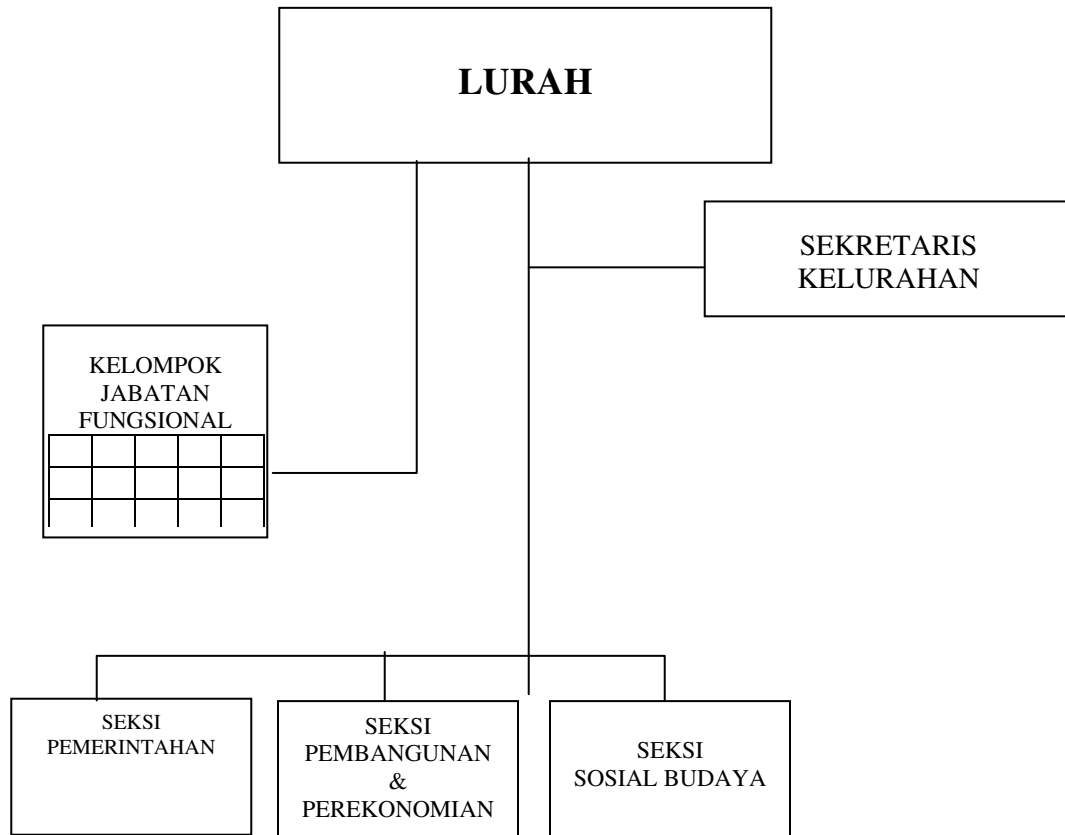 LURAH
SEKRETARIS
KELURAHAN
KELOMPOK
JABATAN
FUNGSIONAL
SEKSI
PEMERINTAHAN
SEKSI
PEMBANGUNAN
&
PEREKONOMIAN
SEKSI
SOSIAL BUDAYA